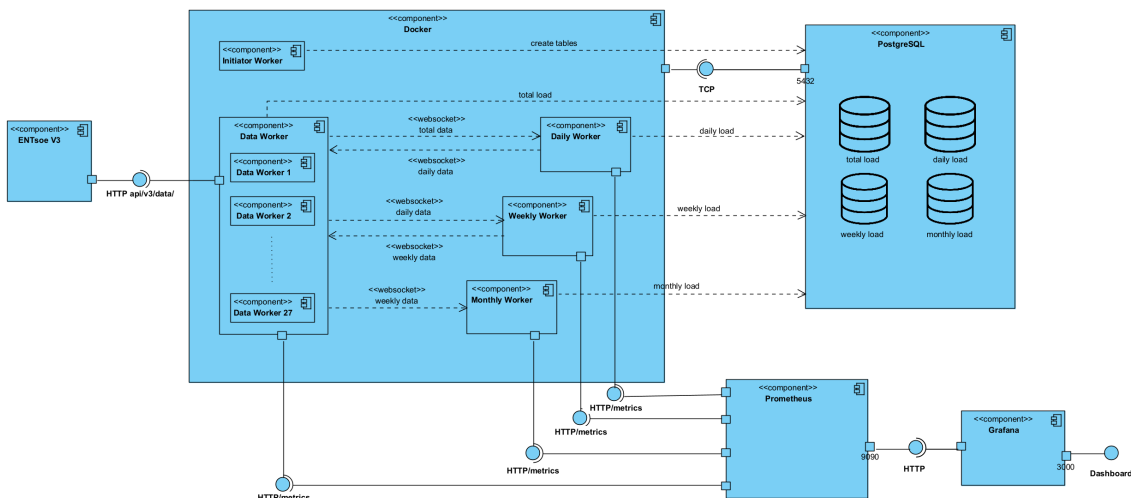 <<component>>
Docker
<<component>>
Initiator Worker
create tables
<<component>>
PostgreSQL
5432
TCP
total load
<<component>>
ENTsoe V3
HTTP api/v3/data/
<<component>>
Data Worker
<<component>>
Data Worker 1
<<component>>
Data Worker 2
<<component>>
Data Worker 27
<<websocket>>
total data
<<websocket>>
daily data
<<component>>
Daily Worker
daily load
<<websocket>>
daily data
<<websocket>>
weekly data
<<component>>
Weekly Worker
weekly load
<<websocket>>
weekly data
<<component>>
Monthly Worker
monthly load
total load
daily load
weekly load
monthly load
HTTP/metrics
HTTP/metrics
HTTP/metrics
HTTP/metrics
<<component>>
Prometheus
9090
HTTP
<<component>>
Grafana
3000
Dashboard